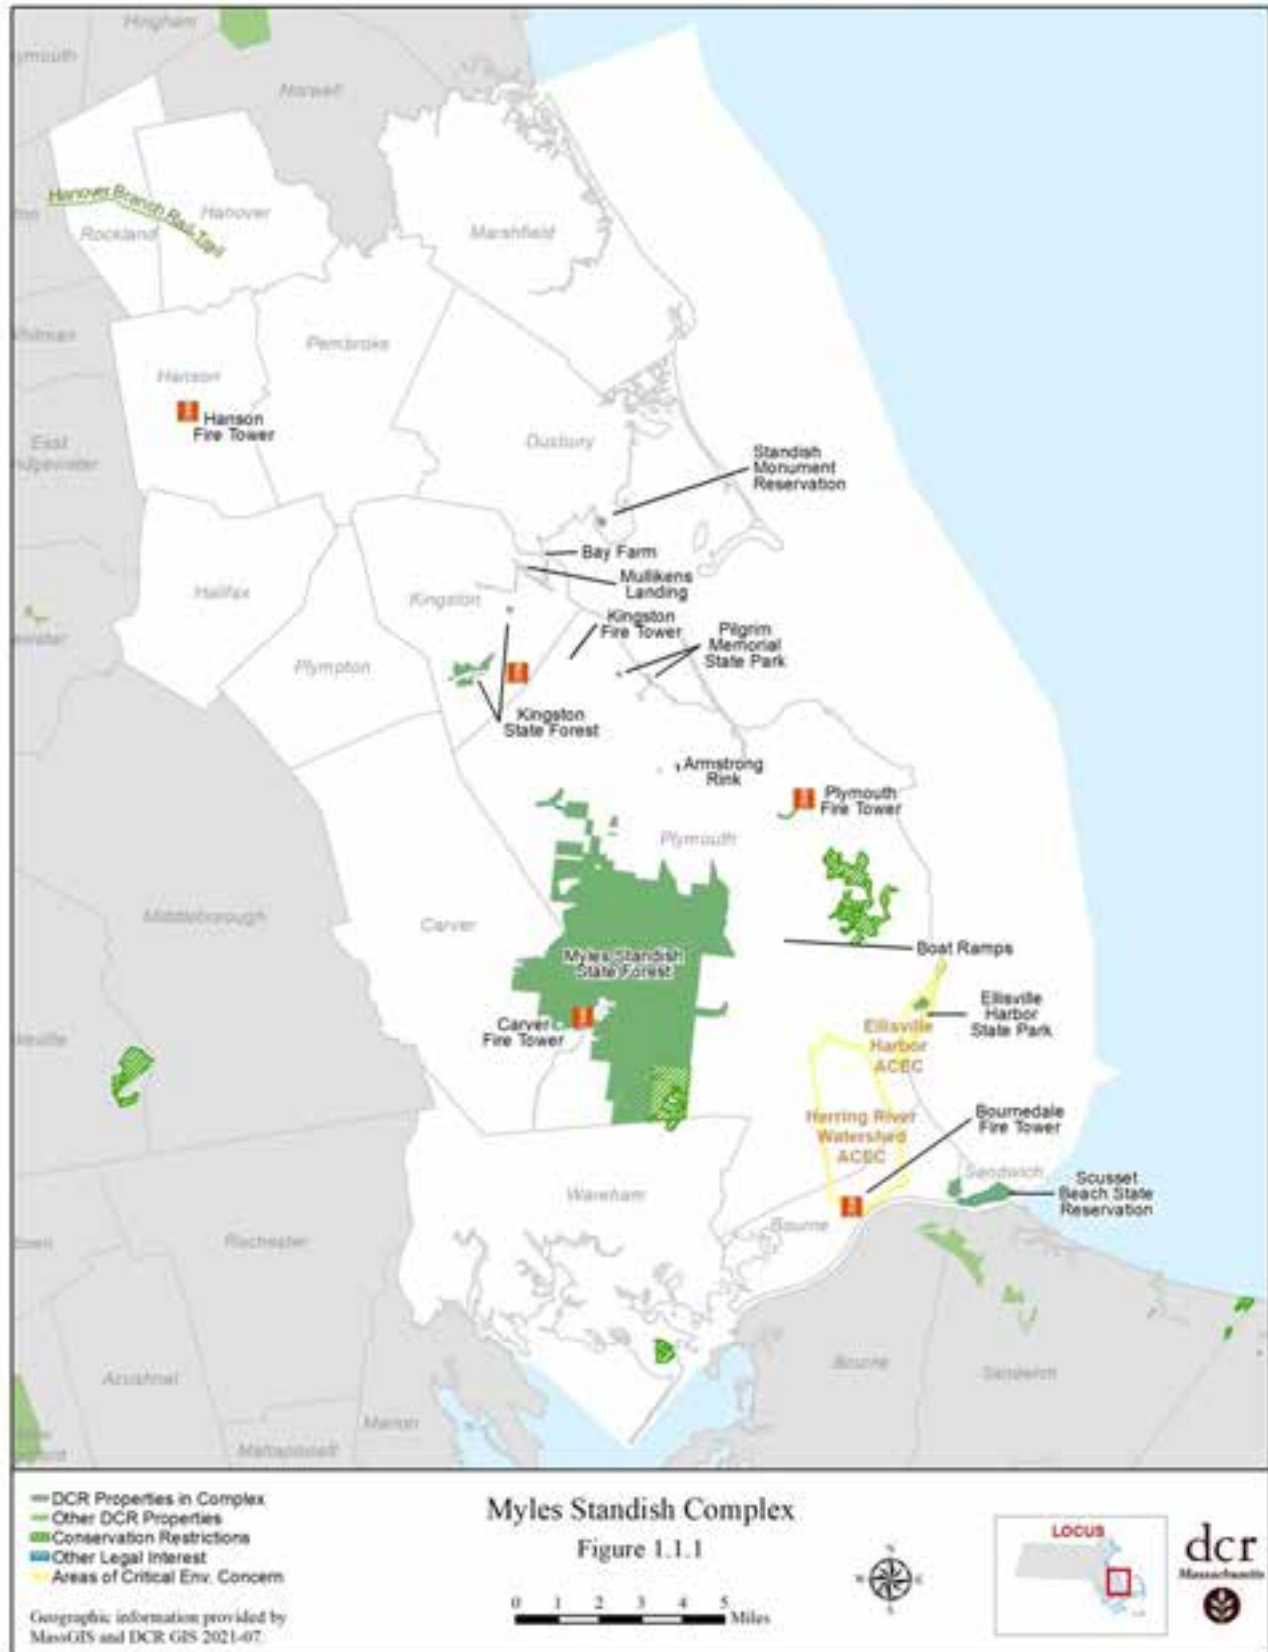 Hingham
Norwell
Hanover Branch Rail Trail
Hanover
Rockland
Marshfield
Whitman
Pembroke
Hanson
Hanson
Fire Tower
East
Duxbury
Standish
Monument
Reservation
Bay Farm
Mullikens
Landing
Halifax
Kingston
Kingston
Fire Tower
Pilgrim
Memorial
State Park
Plympton
Kingston
State Forest
Armstrong
Rink
Plymouth
Fire Tower
Plymouth
Middleborough
Carver
Boat Ramps
Myles Standish
State Forest
Ellisville
Harbor
State Park
Carver
Fire Tower
Ellisville
Harbor
ACEC
Bournedale
Fire Tower
Herring River
Watershed
ACEC
Sandwich
Scusset
Beach State
Reservation
Wareham
Bourne
Rochester
Bourne
Sandwich
Acushnet
Marion
Mattapoisett
DCR Properties in Complex
Other DCR Properties
Conservation Restrictions
Other Legal Interest
Areas of Critical Env. Concern
Geographic information provided by
MassGIS and DCR GIS 2021-07.
Myles Standish Complex
Figure 1.1.1
0 1 2 3 4 5 Miles
N
W E
S
LOCUS
dcr
Massachusetts